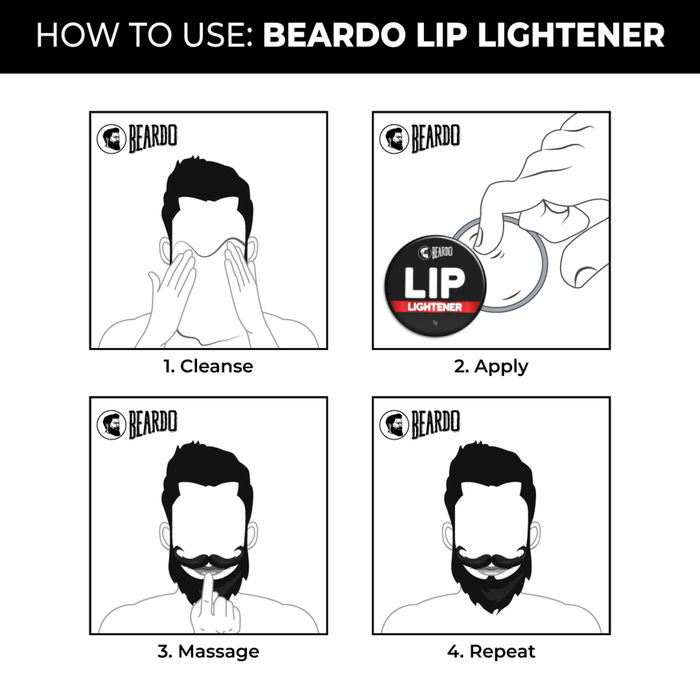 HOW TO USE: BEARDO LIP LIGHTENER
BEARDO
BEARDO
BEARDO
LIP
LIGHTENER
1. Cleanse
2. Apply
BEARDO
BEARDO
3. Massage
4. Repeat